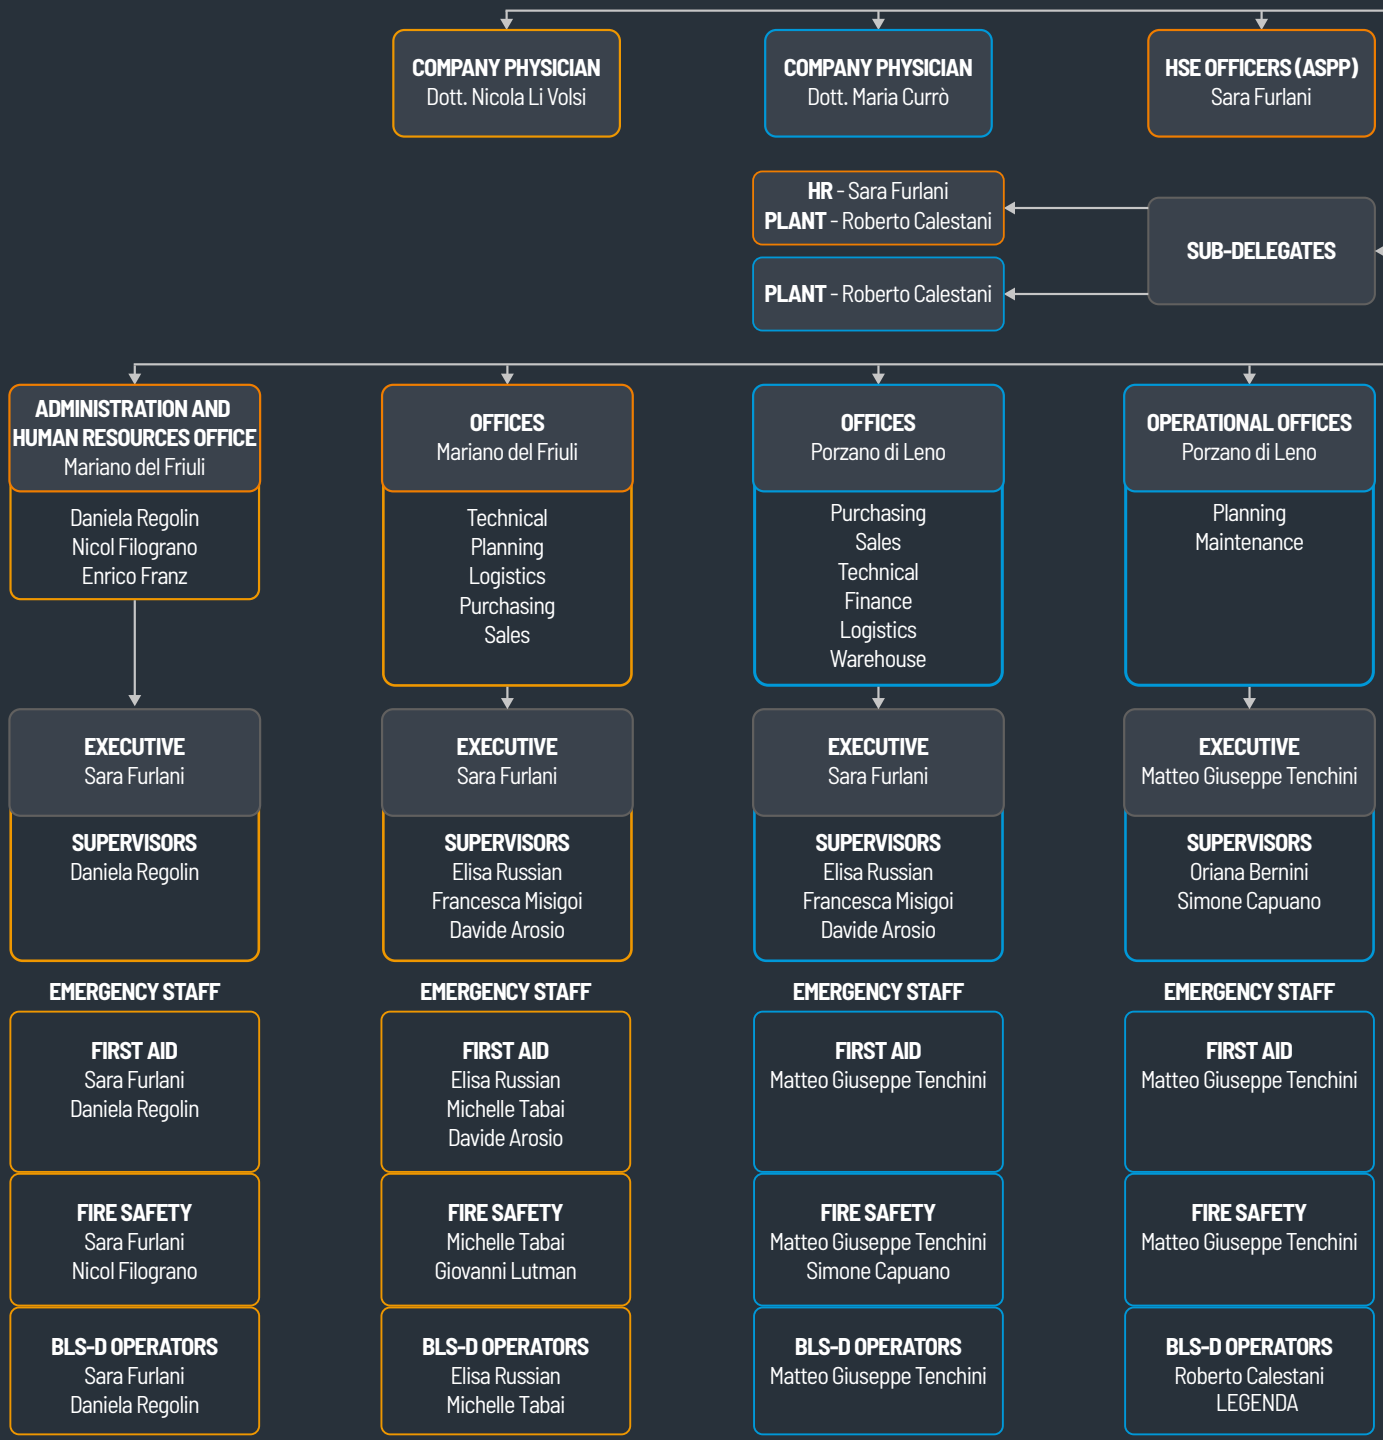 COMPANY PHYSICIAN
Dott. Nicola Li Volsi
COMPANY PHYSICIAN
Dott. Maria Currò
HSE OFFICERS (ASPP)
Sara Furlani
HR - Sara Furlani
PLANT - Roberto Calestani
PLANT - Roberto Calestani
SUB-DELEGATES
ADMINISTRATION AND
HUMAN RESOURCES OFFICE
Mariano del Friuli
Daniela Regolin
Nicol Filograno
Enrico Franz
EXECUTIVE
Sara Furlani
SUPERVISORS
Daniela Regolin
EMERGENCY STAFF
FIRST AID
Sara Furlani
Daniela Regolin
FIRE SAFETY
Sara Furlani
Nicol Filograno
BLS-D OPERATORS
Sara Furlani
Daniela Regolin
OFFICES
Mariano del Friuli
Technical
Planning
Logistics
Purchasing
Sales
EXECUTIVE
Sara Furlani
SUPERVISORS
Elisa Russian
Francesca Misigoi
Davide Arosio
EMERGENCY STAFF
FIRST AID
Elisa Russian
Michelle Tabai
Davide Arosio
FIRE SAFETY
Michelle Tabai
Giovanni Lutman
BLS-D OPERATORS
Elisa Russian
Michelle Tabai
OFFICES
Porzano di Leno
Purchasing
Sales
Technical
Finance
Logistics
Warehouse
EXECUTIVE
Sara Furlani
SUPERVISORS
Elisa Russian
Francesca Misigoi
Davide Arosio
EMERGENCY STAFF
FIRST AID
Matteo Giuseppe Tenchini
FIRE SAFETY
Matteo Giuseppe Tenchini
Simone Capuano
BLS-D OPERATORS
Matteo Giuseppe Tenchini
OPERATIONAL OFFICES
Porzano di Leno
Planning
Maintenance
EXECUTIVE
Matteo Giuseppe Tenchini
SUPERVISORS
Oriana Bernini
Simone Capuano
EMERGENCY STAFF
FIRST AID
Matteo Giuseppe Tenchini
FIRE SAFETY
Matteo Giuseppe Tenchini
BLS-D OPERATORS
Roberto Calestani
LEGENDA